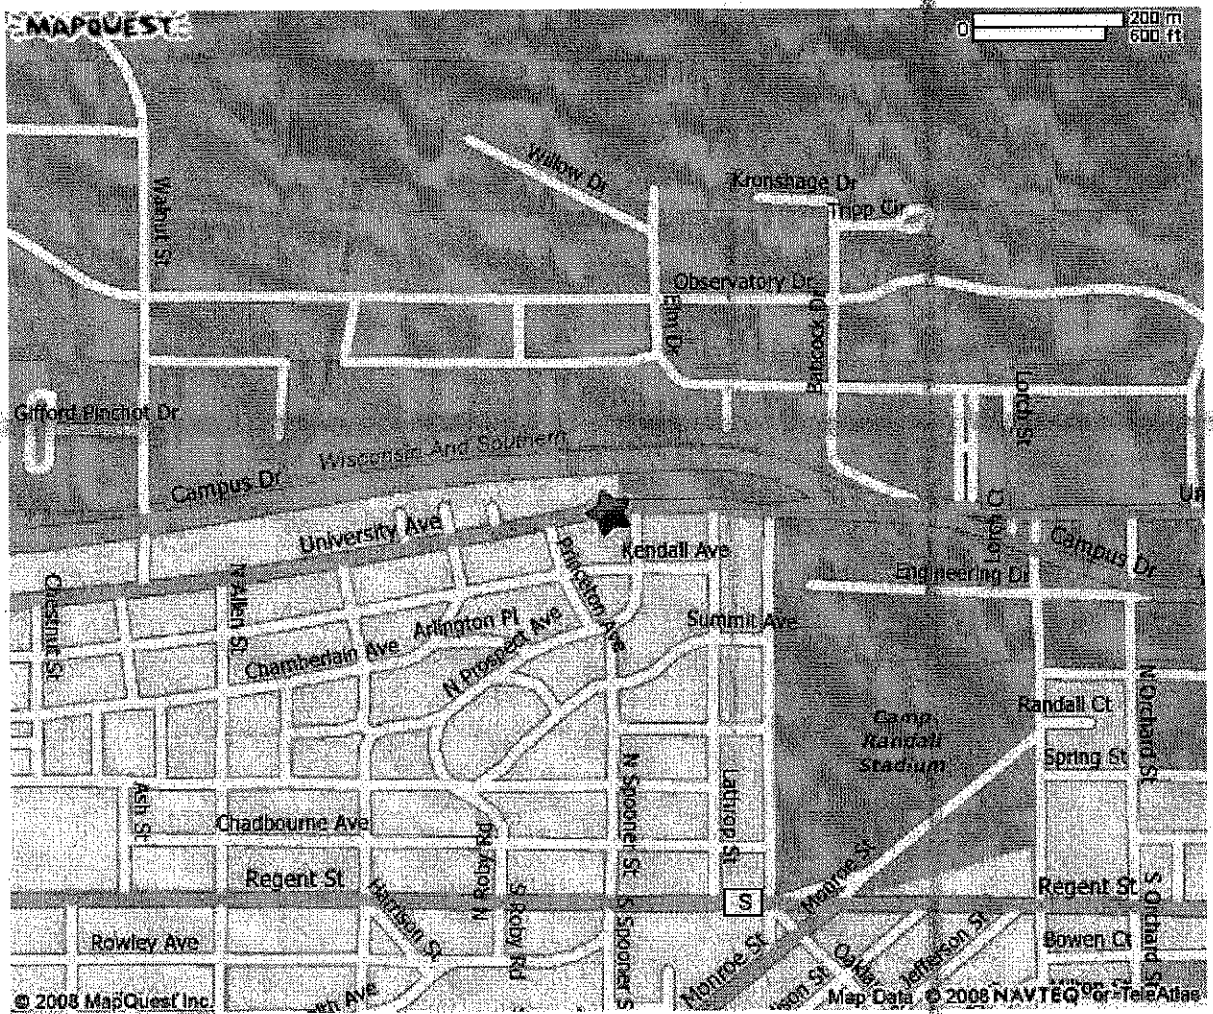 MAPQUEST
0
200 m
600 ft
Willow Dr
Kronshage Dr
Tripp Cir
Walnut St
Observatory Dr
Elm Dr
Babcock Dr
Gifford Pinchot Dr
Lorch St
Wisconsin And Southern
Campus Dr
University Ave
Un
Lorch Ct
Campus Dr
Kendall Ave
Engineering Dr
Princeton Ave
Chestnut St
N Allen St
Arlington Pl
N Prospect Ave
Summit Ave
Chamberlain Ave
Camp
Randall
Stadium
Randall Ct
N Orchard St
Spring St
Ash St
N Spooner St
Lathrop St
Chadbourne Ave
Monroe St
Regent St
Regent St
N Roby Rd
S
Harrison St
S Roby Rd
S Spooner S
S Orchard St
Rowley Ave
Monroe St
Jefferson St
Bowen Ct
son St
© 2008 MapQuest Inc.
Map Data © 2008 NAVTEQ or TeleAtlas